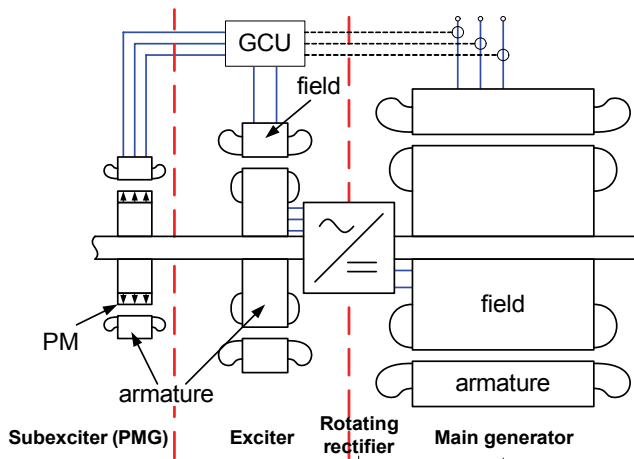 GCU
field
PM
armature
field
armature
Subexciter (PMG)
Exciter
Rotating
rectifier
Main generator